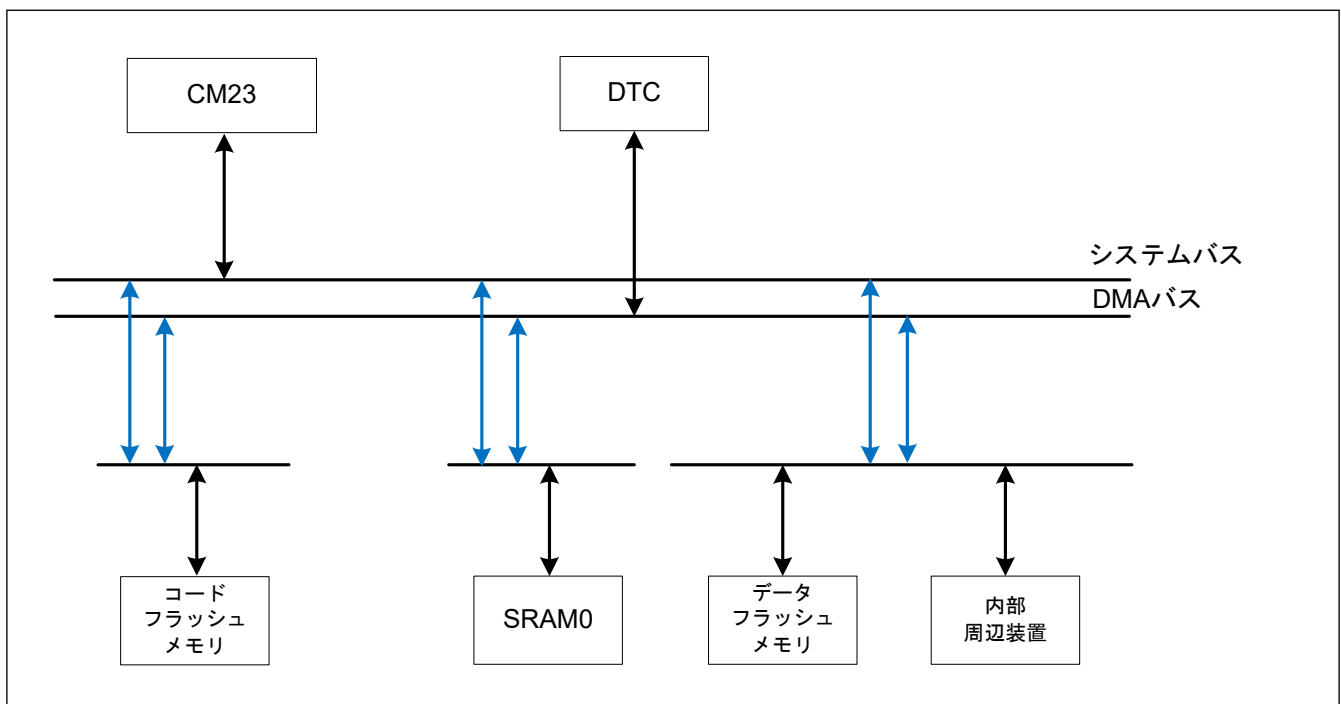 CM23
DTC
システムバス
DMAバス
コード
フラッシュ
メモリ
SRAM0
データ
フラッシュ
メモリ
内部
周辺装置